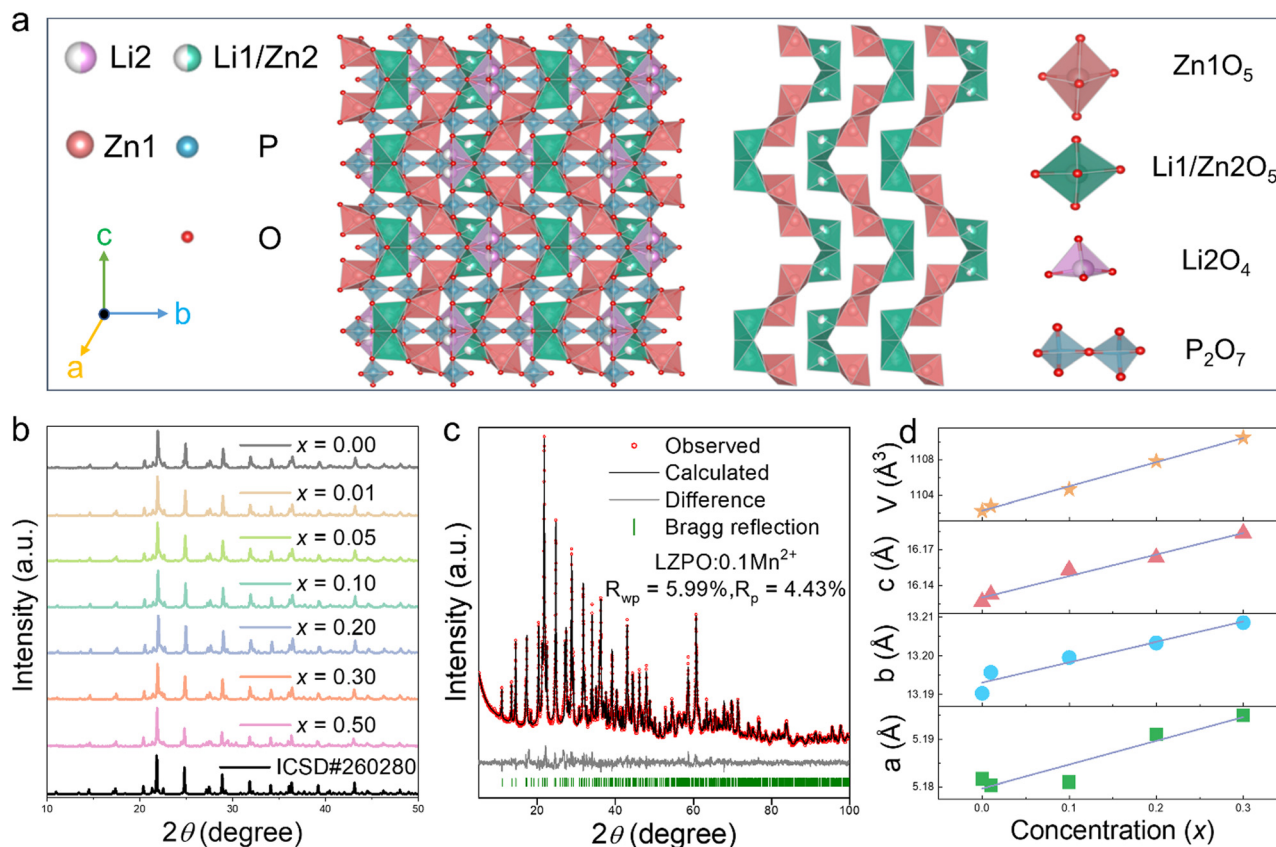 a
Li2
Li1/Zn2
Zn1
P
O
c
b
a
Zn1O₅
Li1/Zn2O₅
Li2O₄
P₂O₇
b
x = 0.00
x = 0.01
x = 0.05
x = 0.10
x = 0.20
x = 0.30
x = 0.50
ICSD#260280
Intensity (a.u.)
10 20 30 40 50
2θ (degree)
c
Observed
Calculated
Difference
Bragg reflection
LZPO:0.1Mn²⁺
R_wp = 5.99%,R_p = 4.43%
Intensity (a.u.)
20 40 60 80 100
2θ (degree)
d
V (Å³)
1108
1104
c (Å)
16.17
16.14
b (Å)
13.21
13.20
13.19
a (Å)
5.19
5.18
0.0 0.1 0.2 0.3
Concentration (x)